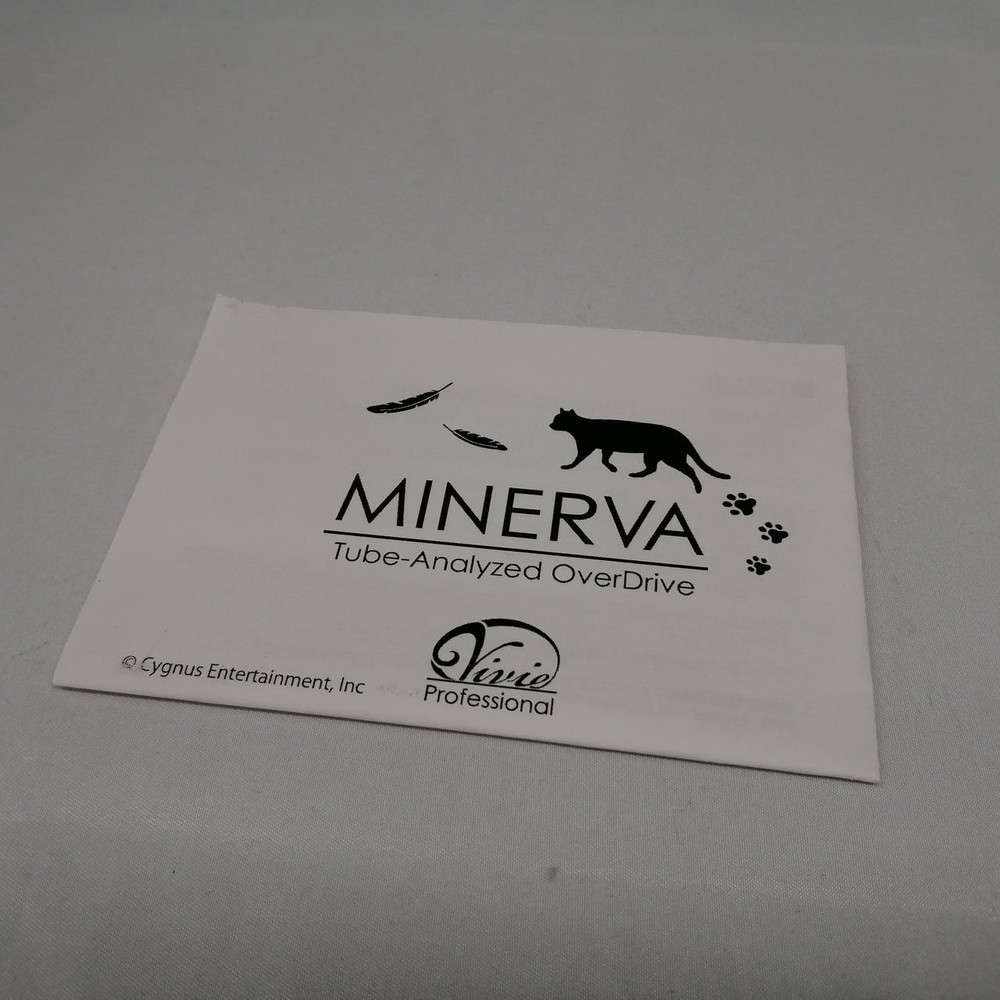 MINERVA
Tube-Analyzed OverDrive
Vivie
Professional
© Cygnus Entertainment, Inc